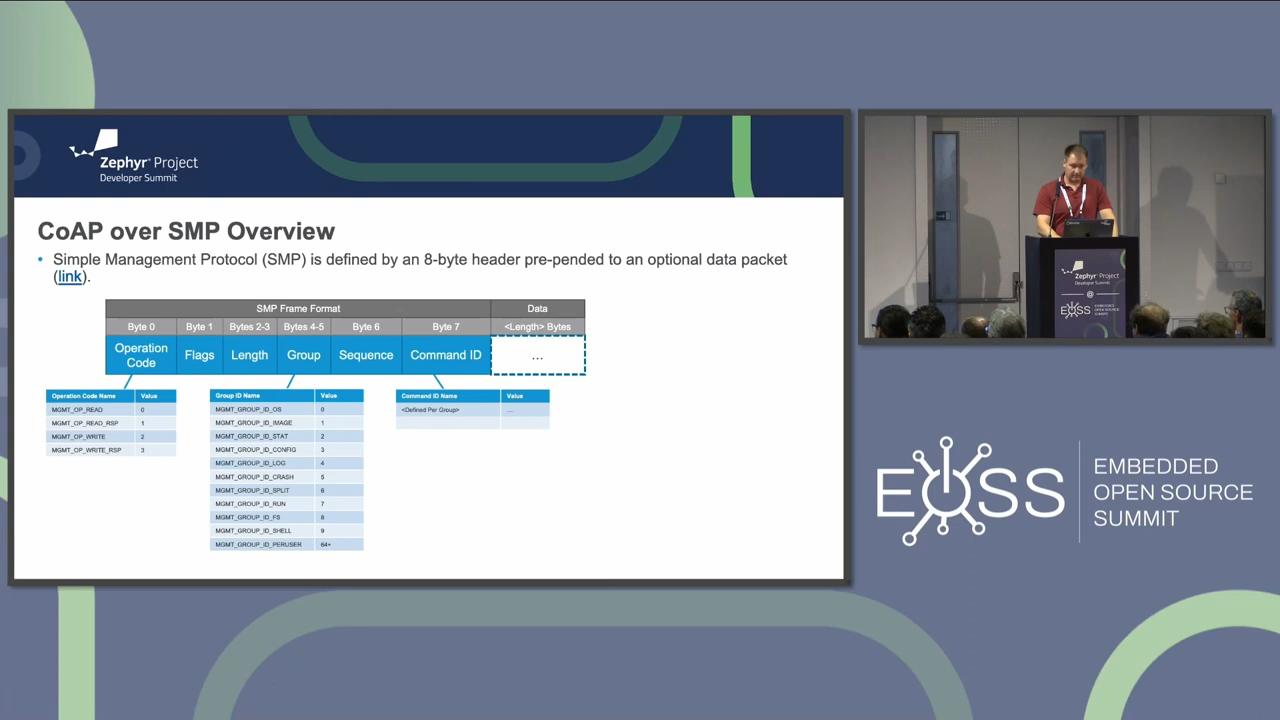 Zephyr® Project
Developer Summit
CoAP over SMP Overview
• Simple Management Protocol (SMP) is defined by an 8-byte header pre-pended to an optional data packet
(link).
SMP Frame Format Data
Byte 0 Byte 1 Bytes 2-3 Bytes 4-5 Byte 6 Byte 7 <Length> Bytes
Operation Code Flags Length Group Sequence Command ID ...
Operation Code Name Value
MGMT_OP_READ 0
MGMT_OP_READ_RSP 1
MGMT_OP_WRITE 2
MGMT_OP_WRITE_RSP 3
Group ID Name Value
MGMT_GROUP_ID_OS 0
MGMT_GROUP_ID_IMAGE 1
MGMT_GROUP_ID_STAT 2
MGMT_GROUP_ID_CONFIG 3
MGMT_GROUP_ID_LOG 4
MGMT_GROUP_ID_CRASH 5
MGMT_GROUP_ID_SPLIT 6
MGMT_GROUP_ID_RUN 7
MGMT_GROUP_ID_FS 8
MGMT_GROUP_ID_SHELL 9
MGMT_GROUP_ID_PERUSER 64+
Command ID Name Value
<Defined Per Group> ...
Zephyr Project
Developer Summit
@
EOSS
EOSS
EMBEDDED
OPEN SOURCE
SUMMIT